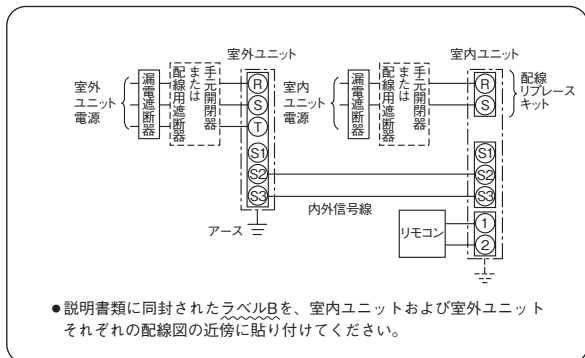 室外ユニット
室内ユニット
室外
ユニット
電源
漏電遮断器
手元開閉器
または
配線用遮断器
R
S
T
S1
S2
S3
アース
室内
ユニット
電源
漏電遮断器
手元開閉器
または
配線用遮断器
R
S
配線
リプレース
キット
S1
S2
S3
内外信号線
リモコン
1
2
●説明書類に同封されたラベルBを、室内ユニットおよび室外ユニット
それぞれの配線図の近傍に貼り付けてください。